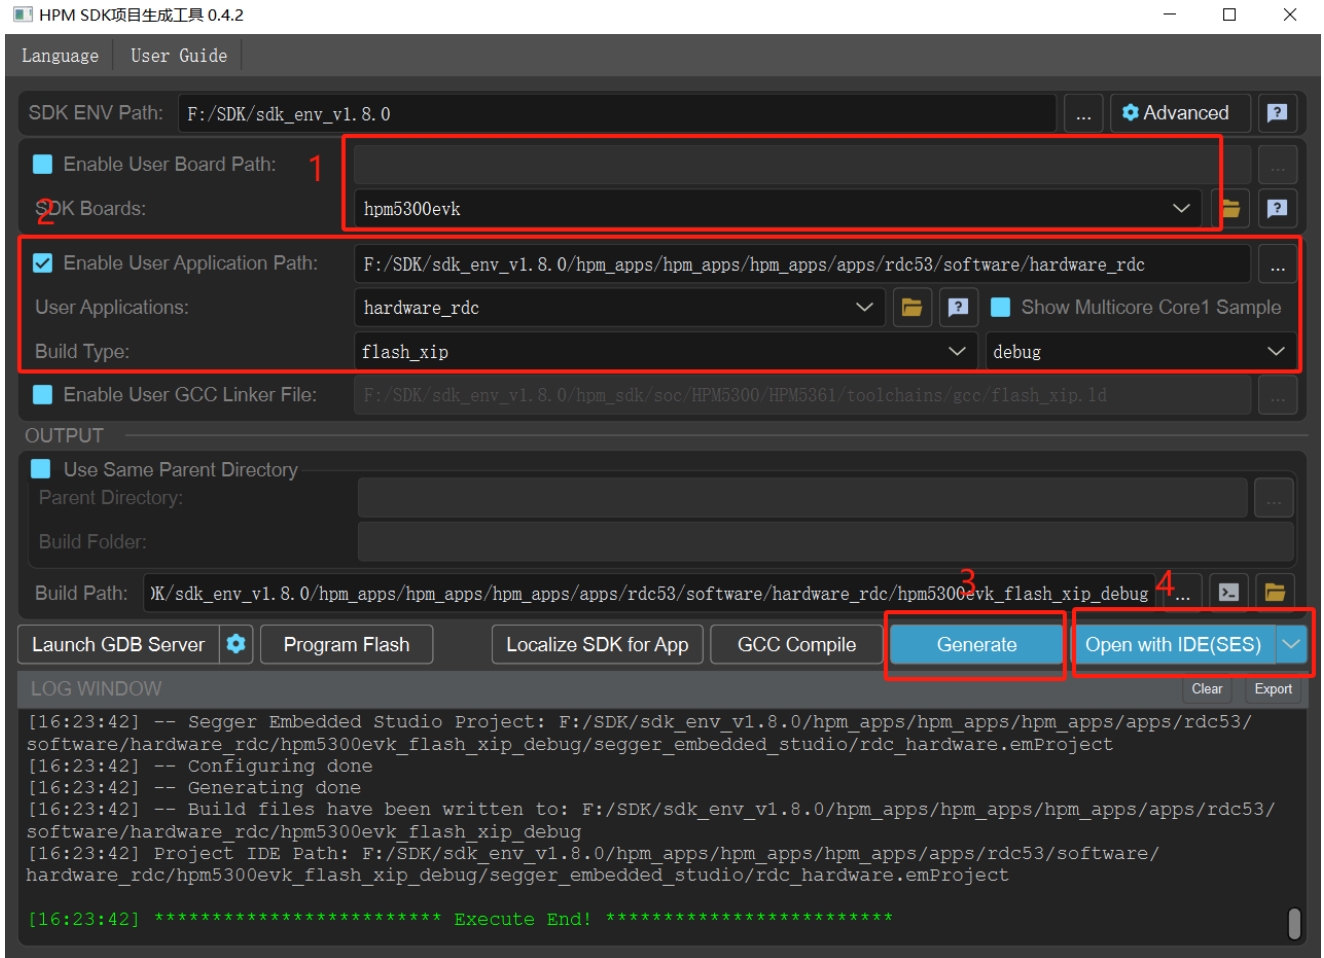 HPM SDK项目生成工具 0.4.2
Language User Guide
SDK ENV Path: F:/SDK/sdk_env_v1.8.0 ... Advanced ?
Enable User Board Path: 1 ...
2
SDK Boards: hpm5300evk ?
Enable User Application Path: F:/SDK/sdk_env_v1.8.0/hpm_apps/hpm_apps/hpm_apps/apps/rdc53/software/hardware_rdc ...
User Applications: hardware_rdc ? Show Multicore Core1 Sample
Build Type: flash_xip debug
Enable User GCC Linker File: F:/SDK/sdk_env_v1.8.0/hpm_sdk/soc/HPM5300/HPM5361/toolchains/gcc/flash_xip.ld ...
OUTPUT
Use Same Parent Directory
Parent Directory: ...
Build Folder:
3 4
Build Path: )K/sdk_env_v1.8.0/hpm_apps/hpm_apps/hpm_apps/apps/rdc53/software/hardware_rdc/hpm5300evk_flash_xip_debug ...
Launch GDB Server Program Flash Localize SDK for App GCC Compile Generate Open with IDE(SES)
LOG WINDOW Clear Export
[16:23:42] -- Segger Embedded Studio Project: F:/SDK/sdk_env_v1.8.0/hpm_apps/hpm_apps/hpm_apps/apps/rdc53/
software/hardware_rdc/hpm5300evk_flash_xip_debug/segger_embedded_studio/rdc_hardware.emProject
[16:23:42] -- Configuring done
[16:23:42] -- Generating done
[16:23:42] -- Build files have been written to: F:/SDK/sdk_env_v1.8.0/hpm_apps/hpm_apps/hpm_apps/apps/rdc53/
software/hardware_rdc/hpm5300evk_flash_xip_debug
[16:23:42] Project IDE Path: F:/SDK/sdk_env_v1.8.0/hpm_apps/hpm_apps/hpm_apps/apps/rdc53/software/
hardware_rdc/hpm5300evk_flash_xip_debug/segger_embedded_studio/rdc_hardware.emProject
[16:23:42] ************************* Execute End! *************************